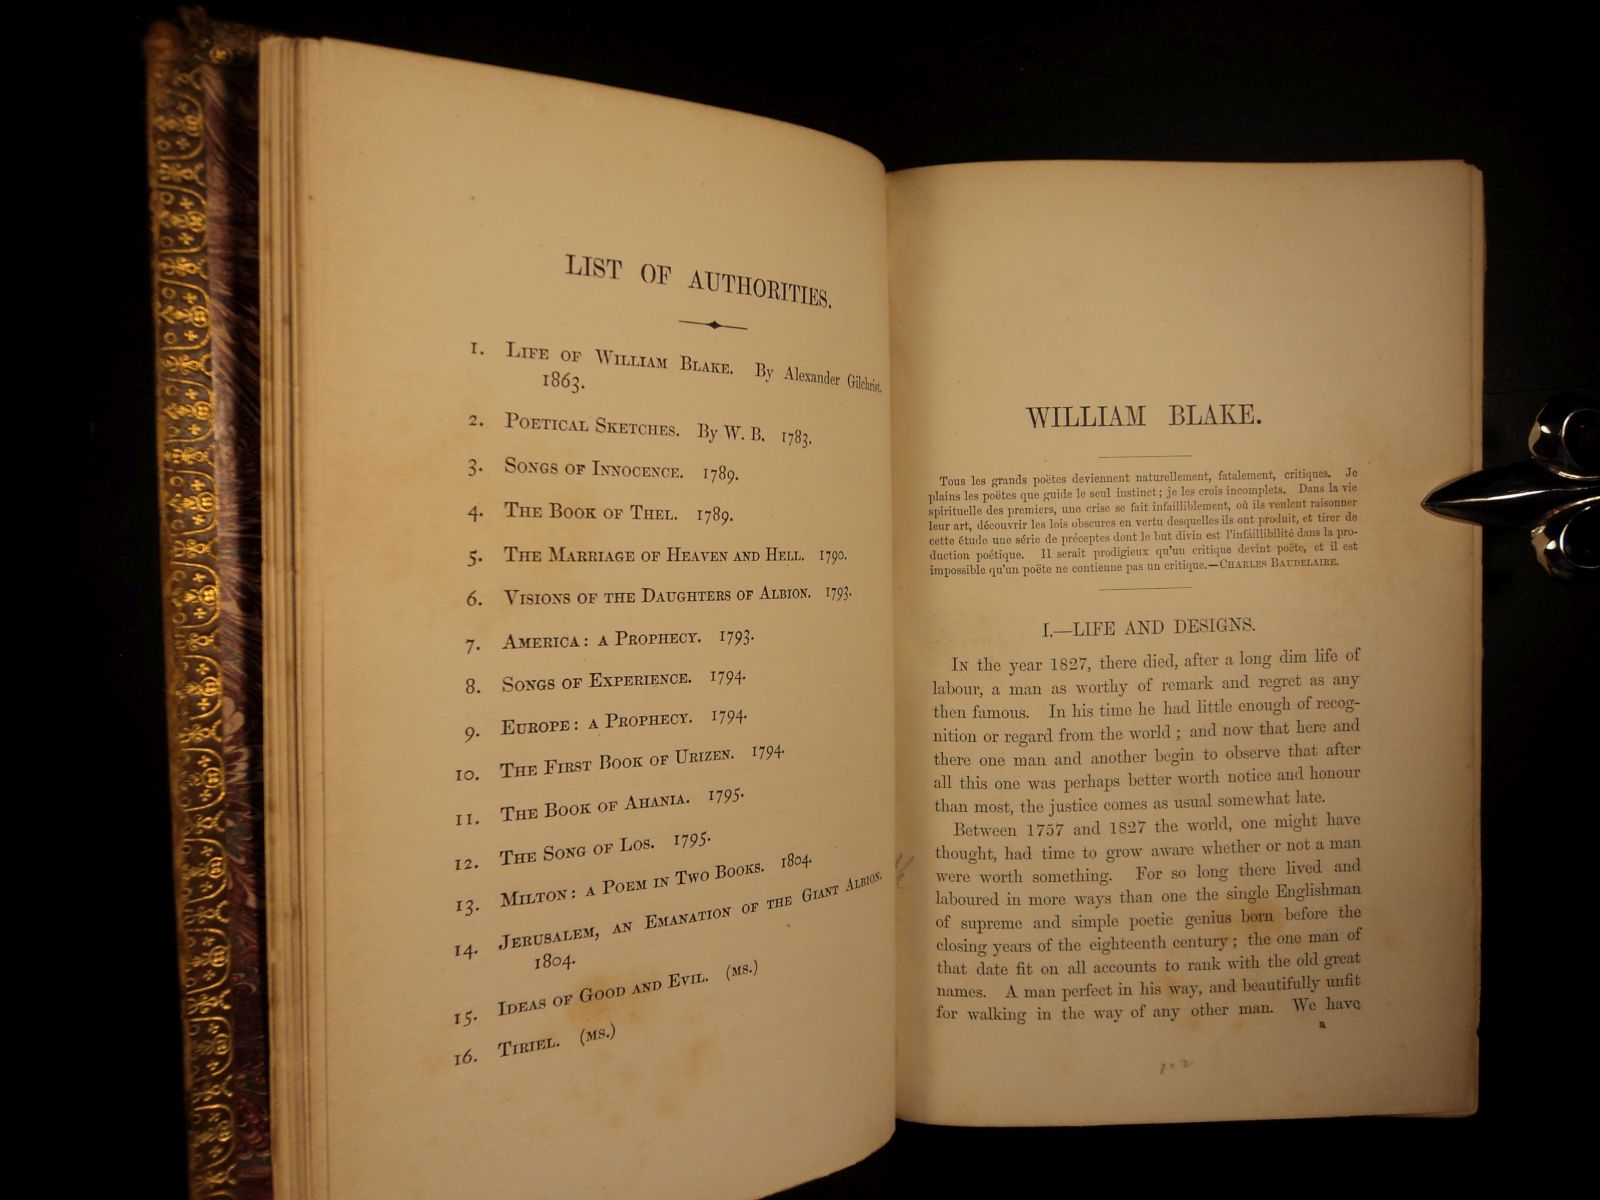 LIST OF AUTHORITIES.
1. LIFE OF WILLIAM BLAKE. By Alexander Gilchrist.
1863.
2. POETICAL SKETCHES. By W. B. 1783.
3. SONGS OF INNOCENCE. 1789.
4. THE BOOK OF THEL. 1789.
5. THE MARRIAGE OF HEAVEN AND HELL. 1790.
6. VISIONS OF THE DAUGHTERS OF ALBION. 1793.
7. AMERICA: A PROPHECY. 1793.
8. SONGS OF EXPERIENCE. 1794.
9. EUROPE: A PROPHECY. 1794.
10. THE FIRST BOOK OF URIZEN. 1794.
11. THE BOOK OF AHANIA. 1795.
12. THE SONG OF LOS. 1795.
13. MILTON: A POEM IN TWO BOOKS. 1804.
14. JERUSALEM, AN EMANATION OF THE GIANT ALBION.
1804.
15. IDEAS OF GOOD AND EVIL. (MS.)
16. TIRIEL. (MS.)
WILLIAM BLAKE.
Tous les grands poëtes deviennent naturellement, fatalement, critiques. Je
plains les poëtes que guide le seul instinct; je les crois incomplets. Dans la vie
spirituelle des premiers, une crise se fait infailliblement, où ils veulent raisonner
leur art, découvrir les lois obscures en vertu desquelles ils ont produit, et tirer de
cette étude une série de préceptes dont le but divin est l'infaillibilité dans la pro-
duction poétique. Il serait prodigieux qu'un critique devint poëte, et il est
impossible qu'un poëte ne contienne pas un critique.—CHARLES BAUDELAIRE.
I.—LIFE AND DESIGNS.
IN the year 1827, there died, after a long dim life of
labour, a man as worthy of remark and regret as any
then famous. In his time he had little enough of recog-
nition or regard from the world; and now that here and
there one man and another begin to observe that after
all this one was perhaps better worth notice and honour
than most, the justice comes as usual somewhat late.
Between 1757 and 1827 the world, one might have
thought, had time to grow aware whether or not a man
were worth something. For so long there lived and
laboured in more ways than one the single Englishman
of supreme and simple poetic genius born before the
closing years of the eighteenth century; the one man of
that date fit on all accounts to rank with the old great
names. A man perfect in his way, and beautifully unfit
for walking in the way of any other man. We have